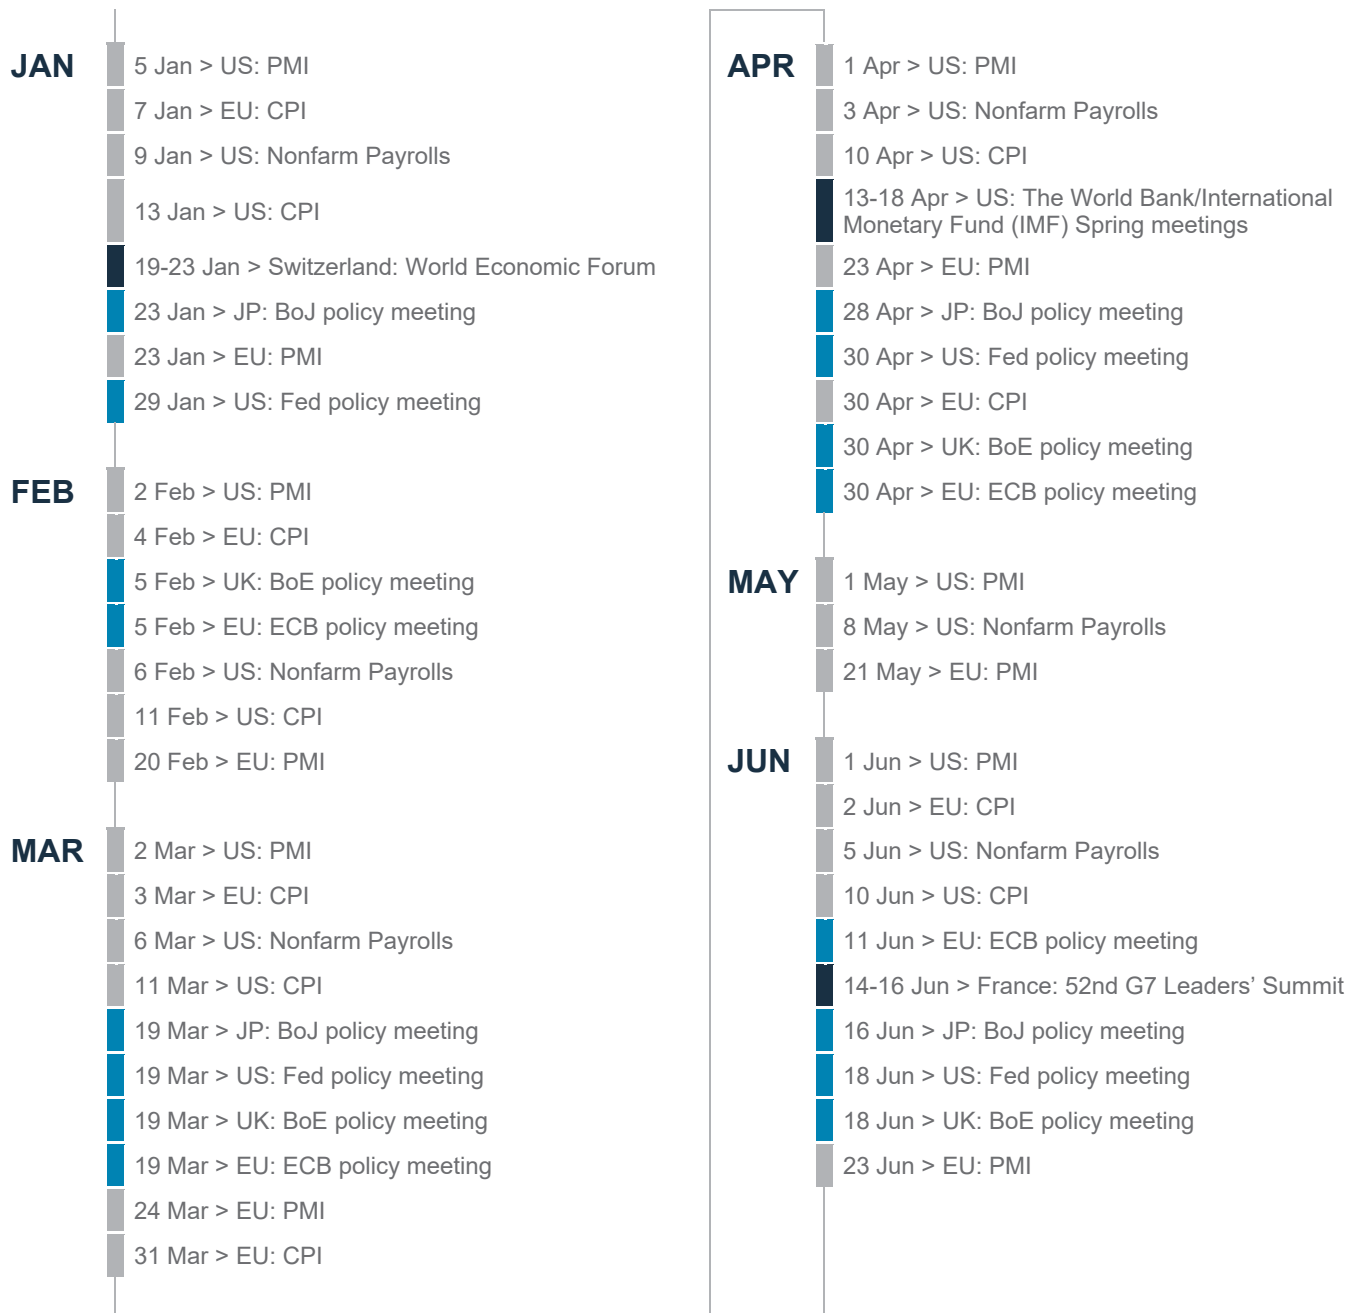 JAN
5 Jan > US: PMI
7 Jan > EU: CPI
9 Jan > US: Nonfarm Payrolls
13 Jan > US: CPI
19-23 Jan > Switzerland: World Economic Forum
23 Jan > JP: BoJ policy meeting
23 Jan > EU: PMI
29 Jan > US: Fed policy meeting
FEB
2 Feb > US: PMI
4 Feb > EU: CPI
5 Feb > UK: BoE policy meeting
5 Feb > EU: ECB policy meeting
6 Feb > US: Nonfarm Payrolls
11 Feb > US: CPI
20 Feb > EU: PMI
MAR
2 Mar > US: PMI
3 Mar > EU: CPI
6 Mar > US: Nonfarm Payrolls
11 Mar > US: CPI
19 Mar > JP: BoJ policy meeting
19 Mar > US: Fed policy meeting
19 Mar > UK: BoE policy meeting
19 Mar > EU: ECB policy meeting
24 Mar > EU: PMI
31 Mar > EU: CPI
APR
1 Apr > US: PMI
3 Apr > US: Nonfarm Payrolls
10 Apr > US: CPI
13-18 Apr > US: The World Bank/International
Monetary Fund (IMF) Spring meetings
23 Apr > EU: PMI
28 Apr > JP: BoJ policy meeting
30 Apr > US: Fed policy meeting
30 Apr > EU: CPI
30 Apr > UK: BoE policy meeting
30 Apr > EU: ECB policy meeting
MAY
1 May > US: PMI
8 May > US: Nonfarm Payrolls
21 May > EU: PMI
JUN
1 Jun > US: PMI
2 Jun > EU: CPI
5 Jun > US: Nonfarm Payrolls
10 Jun > US: CPI
11 Jun > EU: ECB policy meeting
14-16 Jun > France: 52nd G7 Leaders’ Summit
16 Jun > JP: BoJ policy meeting
18 Jun > US: Fed policy meeting
18 Jun > UK: BoE policy meeting
23 Jun > EU: PMI